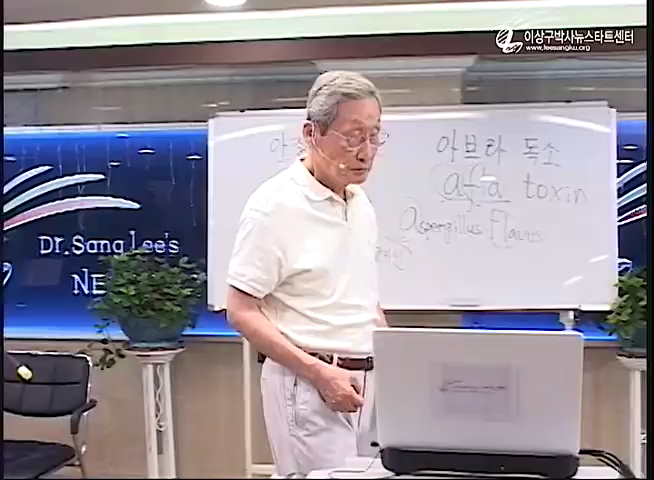 이상구박사뉴스타트센터
www.leesangku.org
아브라 독소
afla toxin
Aspergillus Flavus
Dr.Sang Lee's
NE